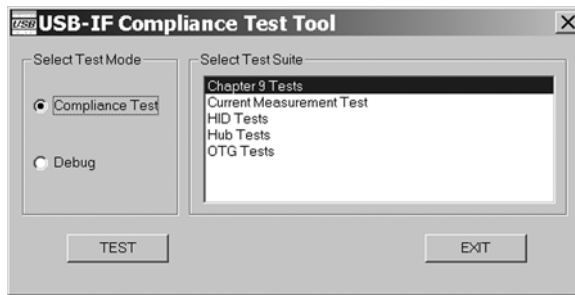 USB USB-IF Compliance Test Tool
Select Test Mode
Compliance Test
Debug
Select Test Suite
Chapter 9 Tests
Current Measurement Test
HID Tests
Hub Tests
OTG Tests
TEST
EXIT